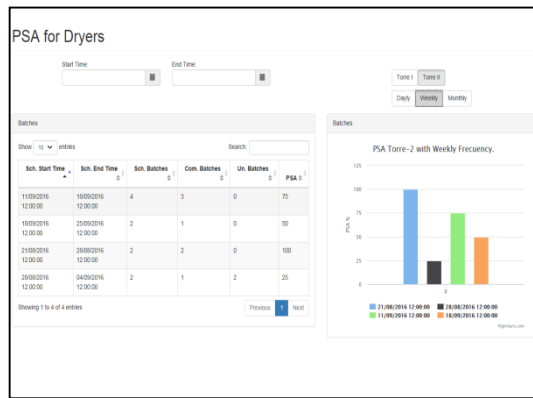 PSA for Dryers
Start Time: End Time:
Torre I Torre II
Dayly Weekly Monthly
Batches
Show 10 entries Search:
Sch. Start Time Sch. End Time Sch. Batches Com. Batches Un. Batches PSA
11/09/2016 12:00:00 18/09/2016 12:00:00 4 3 0 75
18/09/2016 12:00:00 25/09/2016 12:00:00 2 1 0 50
21/08/2016 12:00:00 28/08/2016 12:00:00 2 2 0 100
28/08/2016 12:00:00 04/09/2016 12:00:00 2 1 2 25
Showing 1 to 4 of 4 entries Previous 1 Next
Batches
PSA Torre-2 with Weekly Frecuency.
PSA %
125
100
75
50
25
0
0
21/08/2016 12:00:00 28/08/2016 12:00:00
11/09/2016 12:00:00 18/09/2016 12:00:00
Highcharts.com